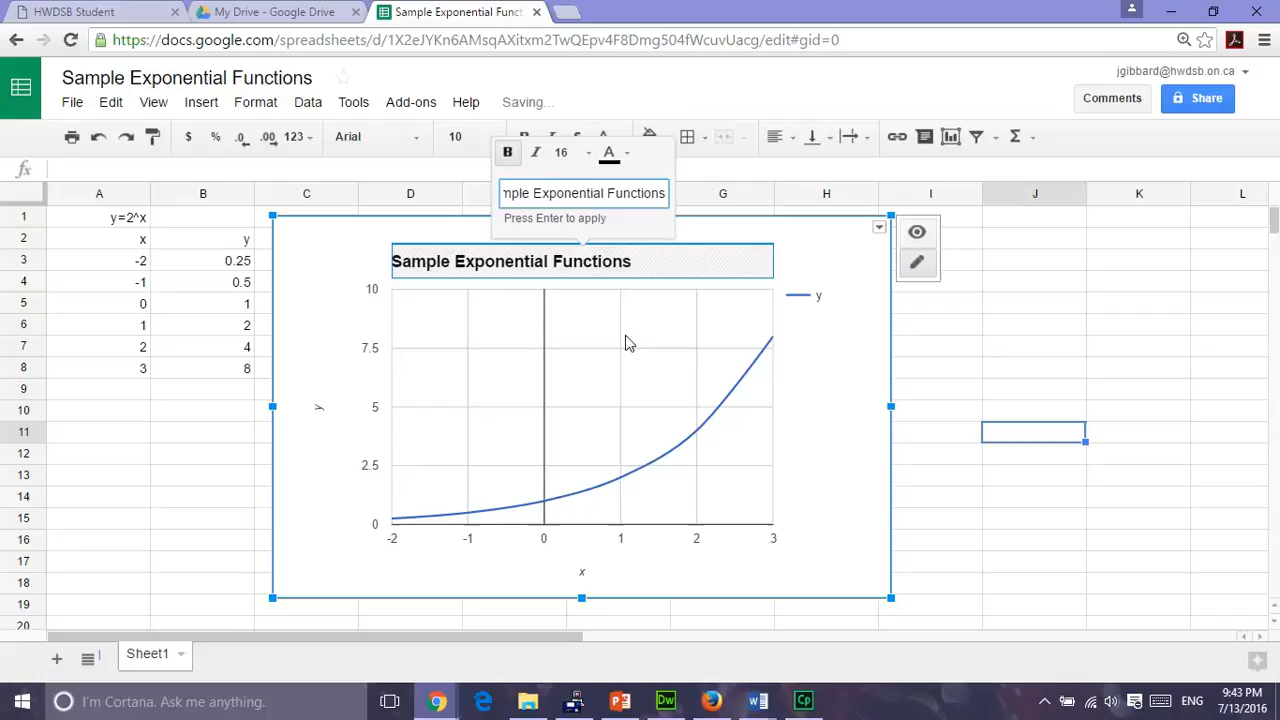 HWDSB Student
My Drive - Google Drive
Sample Exponential Funct
https://docs.google.com/spreadsheets/d/1X2eJYKn6AMsqAXitxm2TwQEpv4F8Dmg504fWcuvUacg/edit#gid=0
Sample Exponential Functions
jgibbard@hwdsb.on.ca
File Edit View Insert Format Data Tools Add-ons Help Saving...
Comments
Share
$ % .0 .00 123 Arial 10
B I 16 A
fx
mple Exponential Functions
Press Enter to apply
A B C D G H I J K L
1 y=2^x
2 x y
3 -2 0.25
4 -1 0.5
5 0 1
6 1 2
7 2 4
8 3 8
9
10
11
12
13
14
15
16
17
18
19
20
Sample Exponential Functions
y
10
7.5
5
2.5
0
y
-2 -1 0 1 2 3
x
Sheet1
I'm Cortana. Ask me anything.
ENG
9:43 PM
7/13/2016